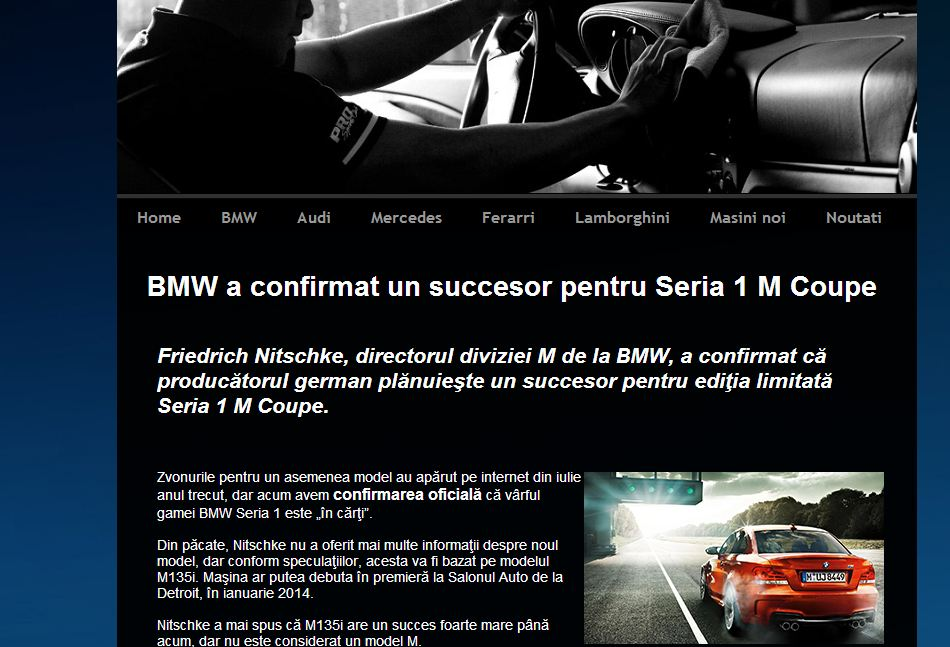 PRO
Home BMW Audi Mercedes Ferarri Lamborghini Masini noi Noutati
BMW a confirmat un succesor pentru Seria 1 M Coupe
Friedrich Nitschke, directorul diviziei M de la BMW, a confirmat că
producătorul german plănuieşte un succesor pentru ediţia limitată
Seria 1 M Coupe.
Zvonurile pentru un asemenea model au apărut pe internet din iulie
anul trecut, dar acum avem confirmarea oficială că vârful
gamei BMW Seria 1 este „în cărţi”.
Din păcate, Nitschke nu a oferit mai multe informaţii despre noul
model, dar conform speculaţiilor, acesta va fi bazat pe modelul
M135i. Maşina ar putea debuta în premieră la Salonul Auto de la
Detroit, în ianuarie 2014.
Nitschke a mai spus că M135i are un succes foarte mare până
acum, dar nu este considerat un model M.
M UJ8449